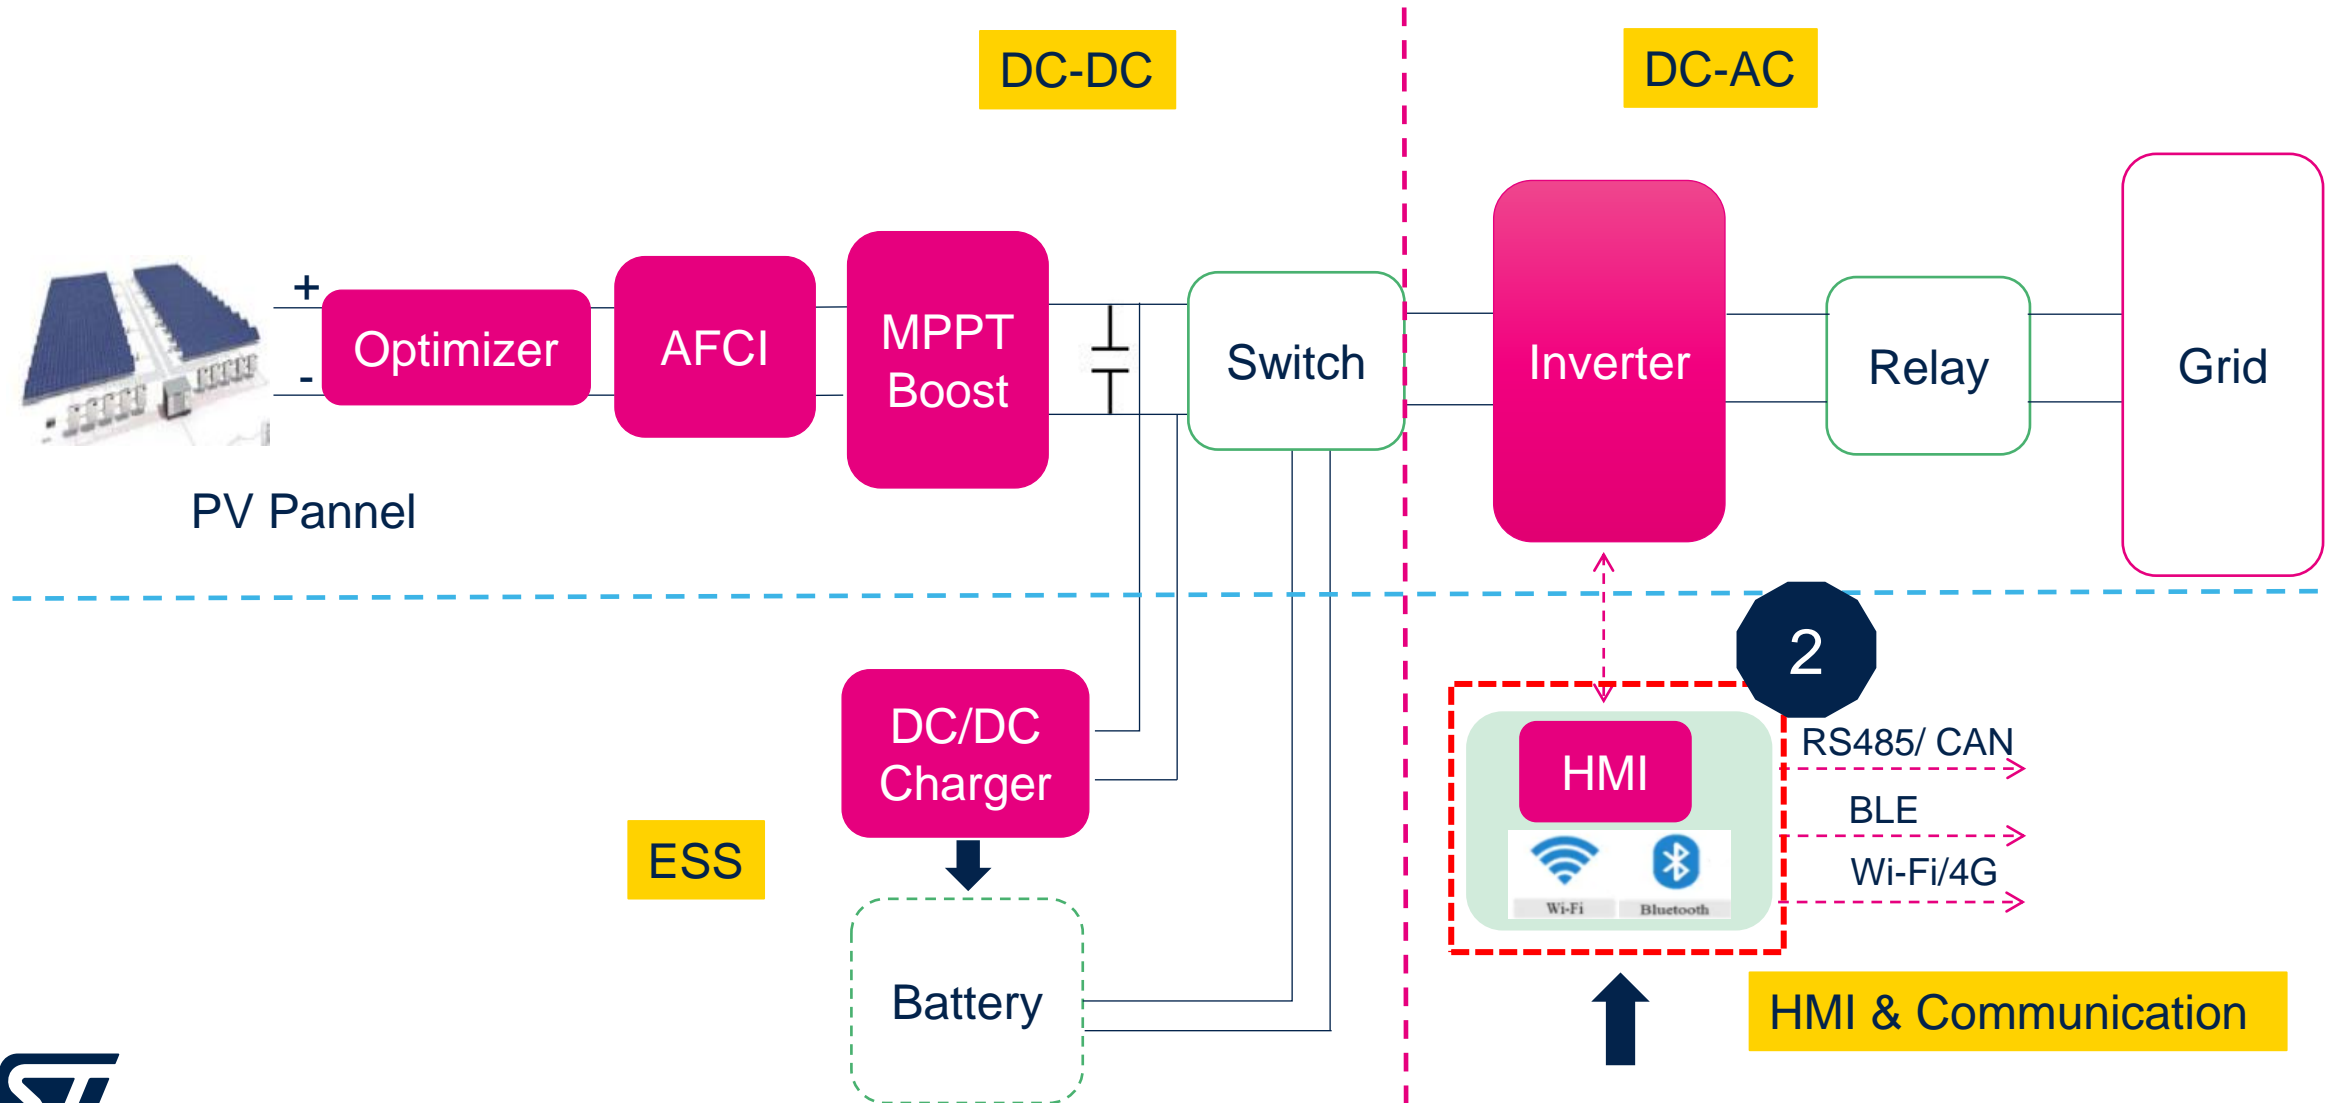 DC-DC
DC-AC
+
-
Optimizer
AFCI
MPPT
Boost
Switch
Inverter
Relay
Grid
PV Pannel
2
DC/DC
Charger
ESS
Battery
HMI
Wi-Fi
Bluetooth
RS485/ CAN
BLE
Wi-Fi/4G
HMI & Communication
ST